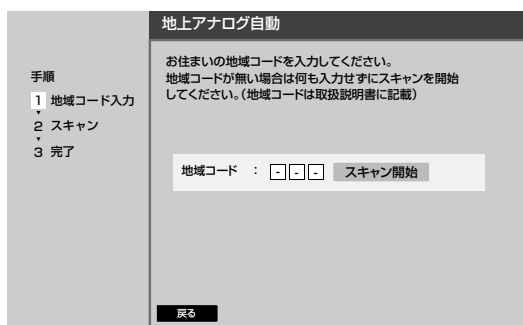 地上アナログ自動
お住まいの地域コードを入力してください。
地域コードが無い場合は何も入力せずにスキャンを開始
してください。（地域コードは取扱説明書に記載）
手順
1 地域コード入力
2 スキャン
3 完了
地域コード : - - - スキャン開始
戻る